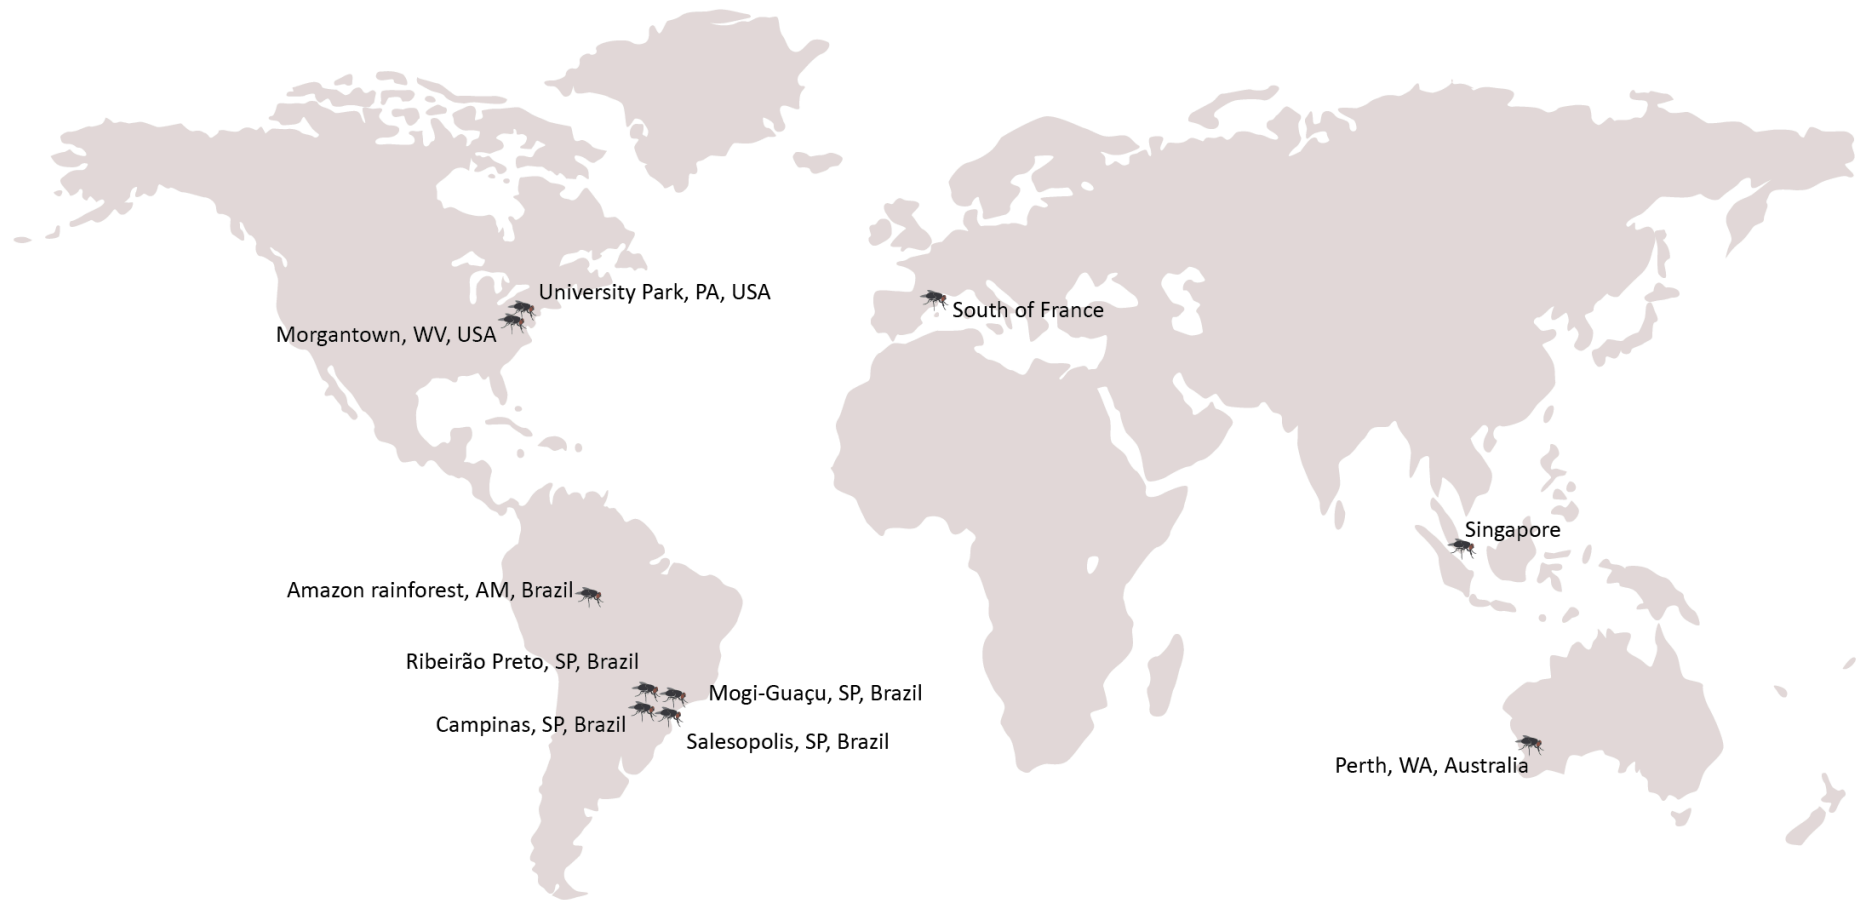 University Park, PA, USA
South of France
Morgantown, WV, USA
Singapore
Amazon rainforest, AM, Brazil
Ribeirão Preto, SP, Brazil
Mogi-Guaçu, SP, Brazil
Campinas, SP, Brazil
Salesopolis, SP, Brazil
Perth, WA, Australia